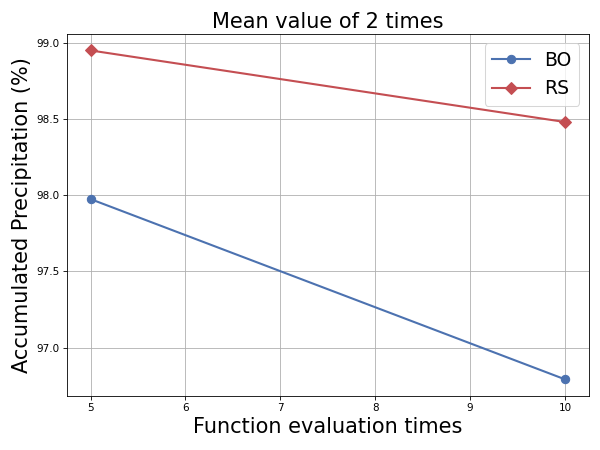 Mean value of 2 times
Accumulated Precipitation (%)
99.0
98.5
98.0
97.5
97.0
BO
RS
5 6 7 8 9 10
Function evaluation times